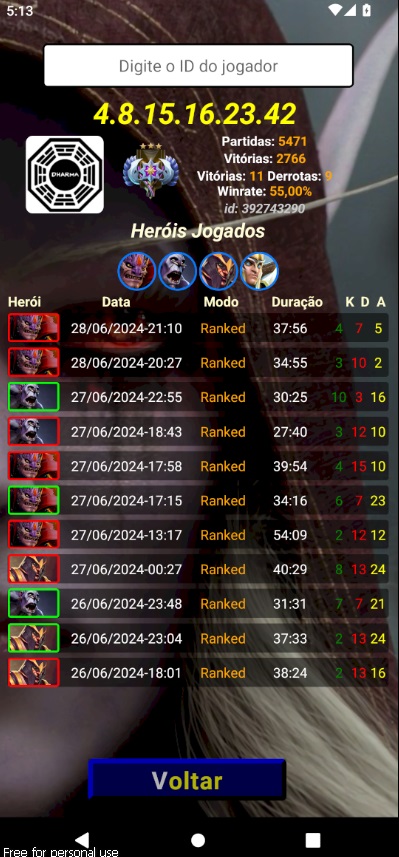 5:13
Digite o ID do jogador
4.8.15.16.23.42
DHARMA
Partidas: 5471
Vitórias: 2766
Vitórias: 11 Derrotas: 9
Winrate: 55,00%
id: 392743290
Heróis Jogados
Herói Data Modo Duração K D A
28/06/2024-21:10 Ranked 37:56 4 7 5
28/06/2024-20:27 Ranked 34:55 3 10 2
27/06/2024-22:55 Ranked 30:25 10 3 16
27/06/2024-18:43 Ranked 27:40 3 12 10
27/06/2024-17:58 Ranked 39:54 4 15 10
27/06/2024-17:15 Ranked 34:16 6 7 23
27/06/2024-13:17 Ranked 54:09 2 12 12
27/06/2024-00:27 Ranked 40:29 8 13 24
26/06/2024-23:48 Ranked 31:31 7 7 21
26/06/2024-23:04 Ranked 37:33 2 13 24
26/06/2024-18:01 Ranked 38:24 2 13 16
Voltar
Free for personal use